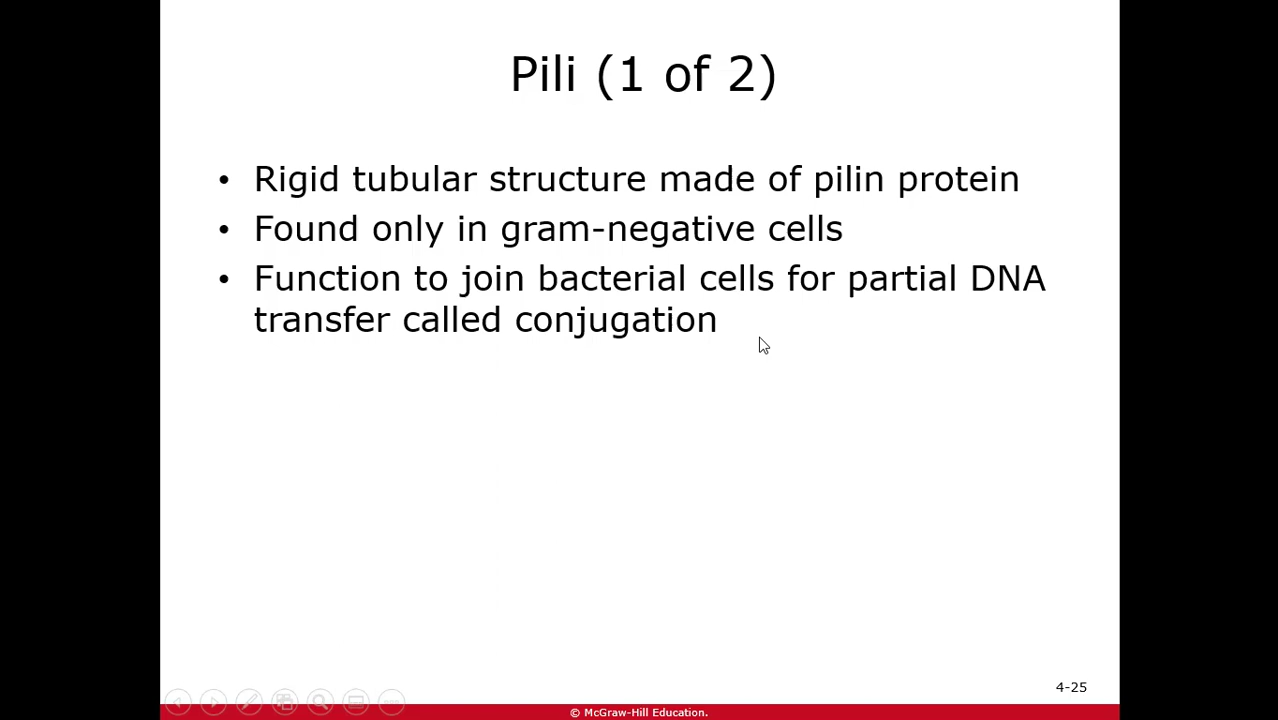 Pili (1 of 2)
• Rigid tubular structure made of pilin protein
• Found only in gram-negative cells
• Function to join bacterial cells for partial DNA
transfer called conjugation
4-25
© McGraw-Hill Education.